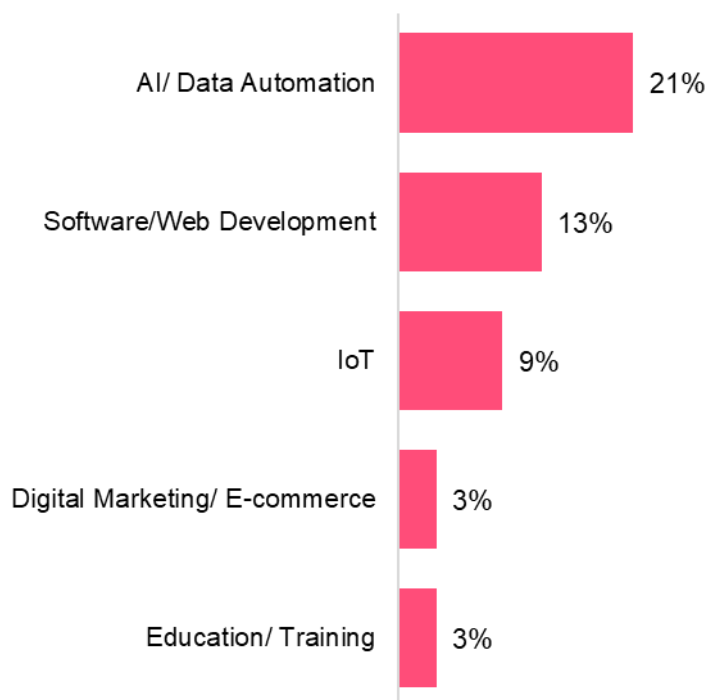 AI/ Data Automation 21%
Software/Web Development 13%
IoT 9%
Digital Marketing/ E-commerce 3%
Education/ Training 3%